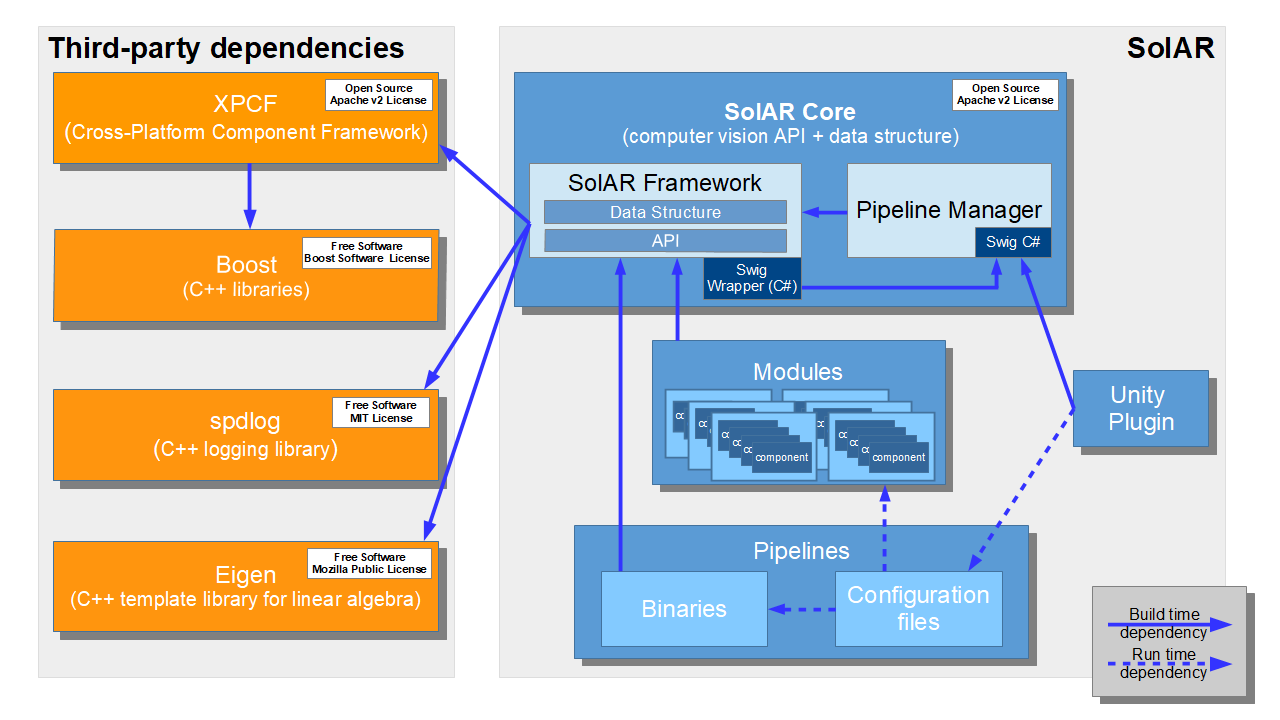 Third-party dependencies
XPCF
Open Source
Apache v2 License
(Cross-Platform Component Framework)
Boost
Free Software
Boost Software License
(C++ libraries)
spdlog
Free Software
MIT License
(C++ logging library)
Eigen
Free Software
Mozilla Public License
(C++ template library for linear algebra)
SolAR
SolAR Core
Open Source
Apache v2 License
(computer vision API + data structure)
SolAR Framework
Data Structure
API
Swig
Wrapper (C#)
Pipeline Manager
Swig C#
Modules
cc
cc
cc
cc
cc
cc
component
cc
cc
cc
cc
component
Unity
Plugin
Pipelines
Binaries
Configuration
files
Build time
dependency
Run time
dependency